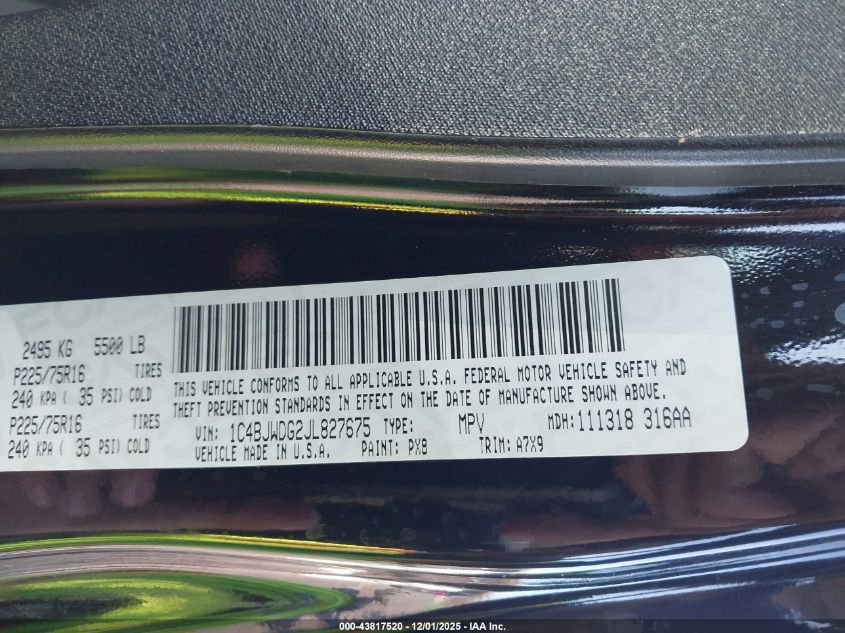 2495 KG 5500 LB
P225/75R16 TIRES
240 KPA ( 35 PSI) COLD
P225/75R16 TIRES
240 KPA ( 35 PSI) COLD
THIS VEHICLE CONFORMS TO ALL APPLICABLE U.S.A. FEDERAL MOTOR VEHICLE SAFETY AND
THEFT PREVENTION STANDARDS IN EFFECT ON THE DATE OF MANUFACTURE SHOWN ABOVE.
VIN: 1C4BJWDG2JL827675 TYPE: MPV MDH: 111318 316AA
VEHICLE MADE IN U.S.A. PAINT: PX8 TRIM: A7X9
000-43817520 - 12/01/2025 - IAA Inc.